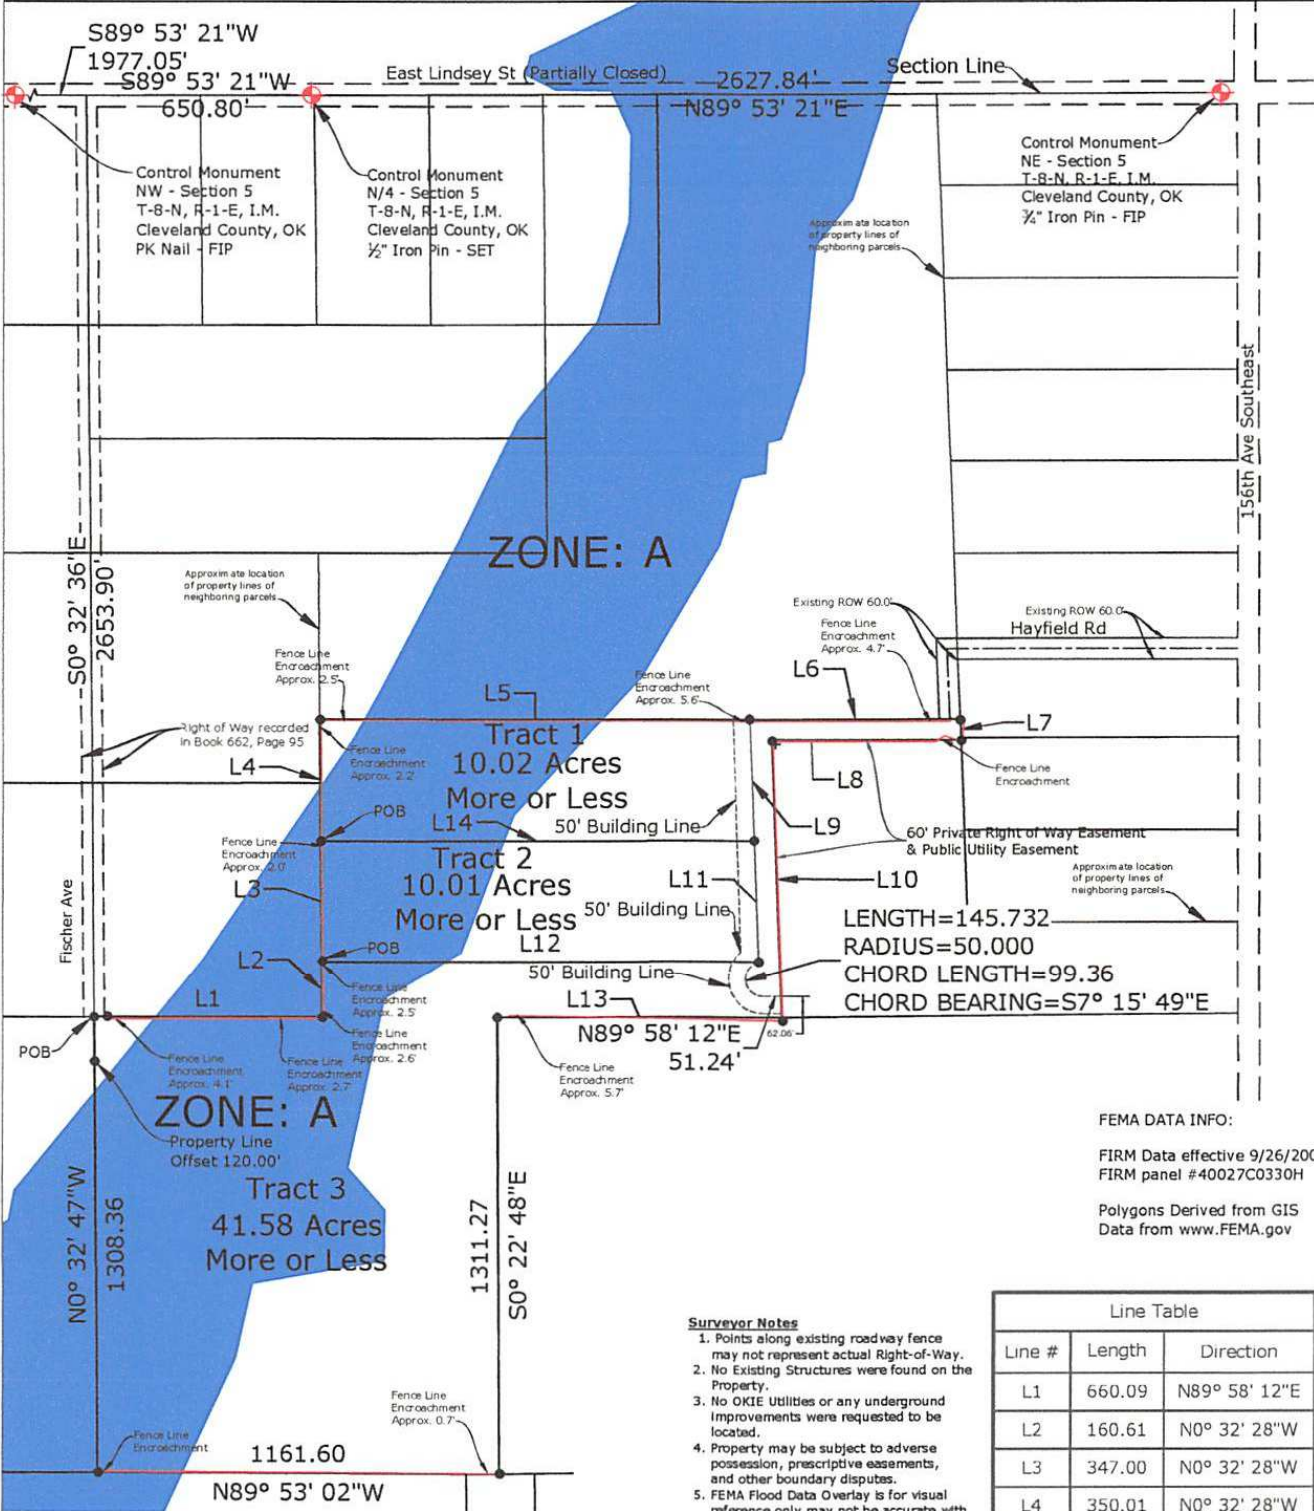 S89° 53' 21"W
1977.05'
S89° 53' 21"W
650.80'
East Lindsey St (Partially Closed)
2627.84'
N89° 53' 21"E
Section Line
Control Monument
NW - Section 5
T-8-N, R-1-E, I.M.
Cleveland County, OK
PK Nail - FIP
Control Monument
N/4 - Section 5
T-8-N, R-1-E, I.M.
Cleveland County, OK
½" Iron Pin - SET
Control Monument
NE - Section 5
T-8-N, R-1-E, I.M.
Cleveland County, OK
¾" Iron Pin - FIP
Approximate location
of property lines of
neighboring parcels
156th Ave Southeast
ZONE: A
S0° 32' 36"E
2653.90'
Approximate location
of property lines of
neighboring parcels
Existing ROW 60.0'
Existing ROW 60.0'
Hayfield Rd
Fence Line
Encroachment
Approx. 4.7'
Fence Line
Encroachment
Approx. 2.5'
Fence Line
Encroachment
Approx. 5.6'
L6
L5
L7
Right of Way recorded
in Book 662, Page 95
Tract 1
10.02 Acres
More or Less
Fence Line
Encroachment
Approx. 2.2'
L4
L8
Fence Line
Encroachment
POB
L14
50' Building Line
L9
60' Private Right of Way Easement
& Public Utility Easement
Fence Line
Encroachment
Approx. 2.0'
Tract 2
10.01 Acres
More or Less
L3
L11
L10
Approximate location
of property lines of
neighboring parcels
50' Building Line
Fischer Ave
LENGTH=145.732
RADIUS=50.000
CHORD LENGTH=99.36
CHORD BEARING=S7° 15' 49"E
POB
L12
L2
50' Building Line
Fence Line
Encroachment
Approx. 2.5'
L1
L13
N89° 58' 12"E
51.24'
62.06'
Fence Line
Encroachment
Approx. 2.6'
POB
Fence Line
Encroachment
Approx. 4.1'
Fence Line
Encroachment
Approx. 2.7'
Fence Line
Encroachment
Approx. 5.7'
ZONE: A
Property Line
Offset 120.00'
Tract 3
41.58 Acres
More or Less
N0° 32' 47"W
1308.36
1311.27
S0° 22' 48"E
FEMA DATA INFO:
FIRM Data effective 9/26/200
FIRM panel #40027C0330H
Polygons Derived from GIS
Data from www.FEMA.gov
Fence Line
Encroachment
Approx. 0.7'
Fence Line
Encroachment
1161.60
N89° 53' 02"W
Surveyor Notes
1. Points along existing roadway fence
may not represent actual Right-of-Way.
2. No Existing Structures were found on the
Property.
3. No OKIE Utilities or any underground
improvements were requested to be
located.
4. Property may be subject to adverse
possession, prescriptive easements,
and other boundary disputes.
5. FEMA Flood Data Overlay is for visual
reference only may not be accurate with
Line Table
Line # Length Direction
L1 660.09 N89° 58' 12"E
L2 160.61 N0° 32' 28"W
L3 347.00 N0° 32' 28"W
L4 350.01 N0° 32' 28"W